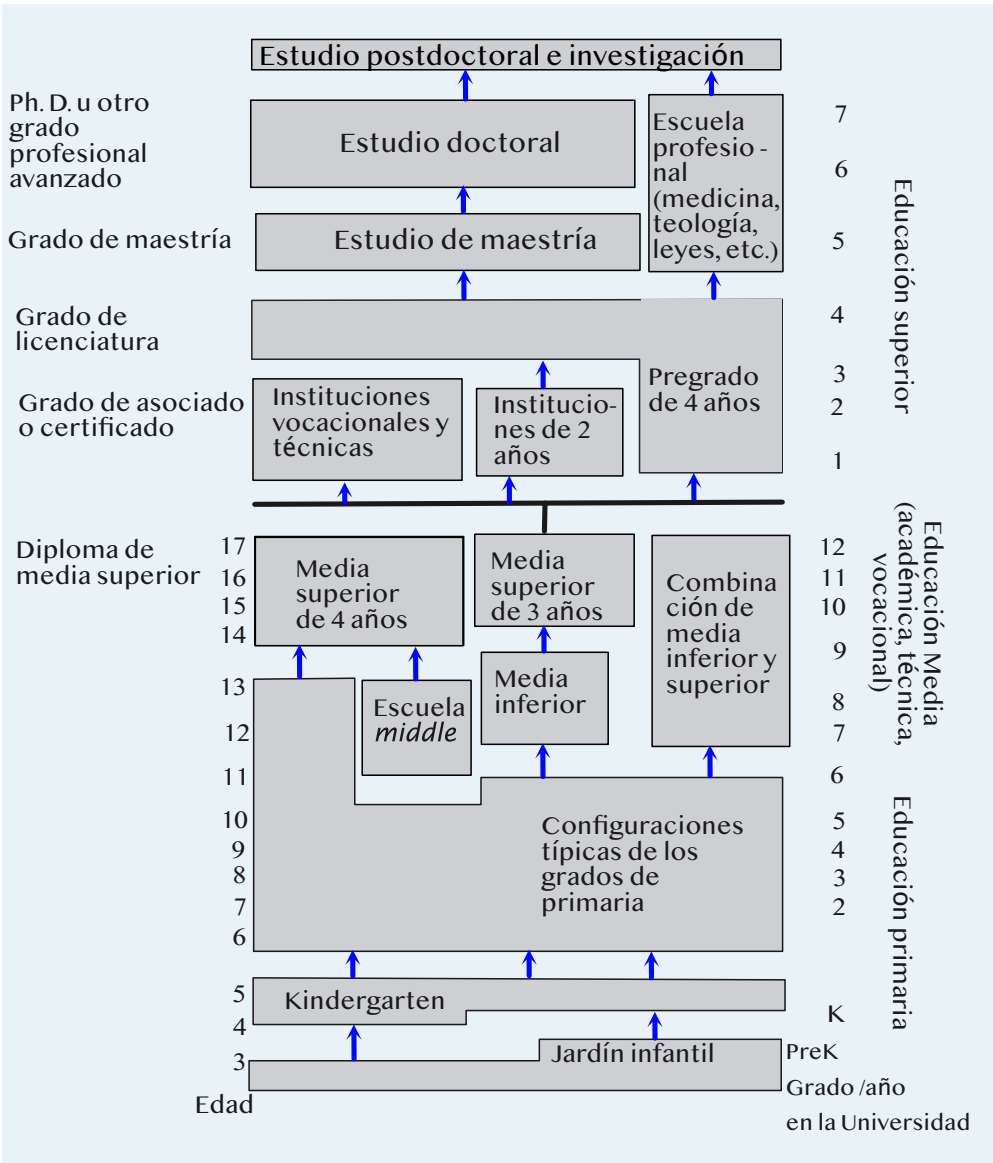 Estudio postdoctoral e investigación
Ph. D. u otro
grado
profesional
avanzado
Estudio doctoral
Escuela
profesio -
nal
(medicina,
teología,
leyes, etc.)
7
6
Grado de maestría
Estudio de maestría
5
Educación superior
Grado de
licenciatura
4
Pregrado
de 4 años
3
Grado de asociado
o certificado
Instituciones
vocacionales y
técnicas
Institucio-
nes de 2
años
2
1
Diploma de
media superior
17
16
15
14
Media
superior
de 4 años
Media
superior
de 3 años
Combina
ción de
media
inferior y
superior
12
11
10
9
8
7
Educación Media
(académica, técnica,
vocacional)
13
12
11
10
9
8
7
6
Escuela
middle
Media
inferior
Configuraciones
típicas de los
grados de
primaria
6
5
4
3
2
Educación primaria
5
4
Kindergarten
K
3
Jardín infantil
PreK
Edad
Grado /año
en la Universidad